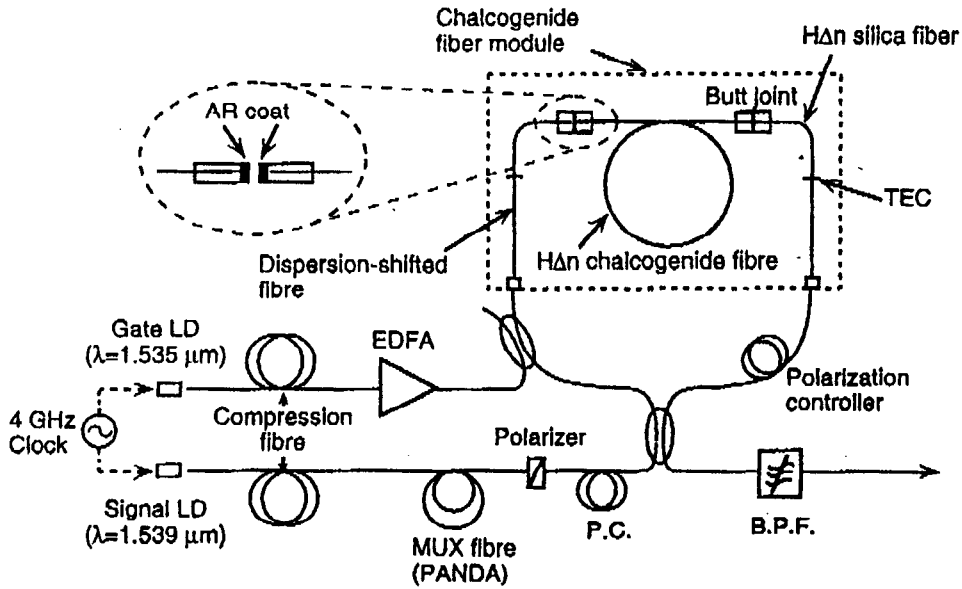 Chalcogenide
fiber module
HΔn silica fiber
Butt joint
AR coat
TEC
HΔn chalcogenide fibre
Dispersion-shifted
fibre
Gate LD
(λ=1.535 μm)
EDFA
Polarization
controller
4 GHz
Clock
Compression
fibre
Polarizer
Signal LD
(λ=1.539 μm)
MUX fibre
(PANDA)
P.C.
B.P.F.